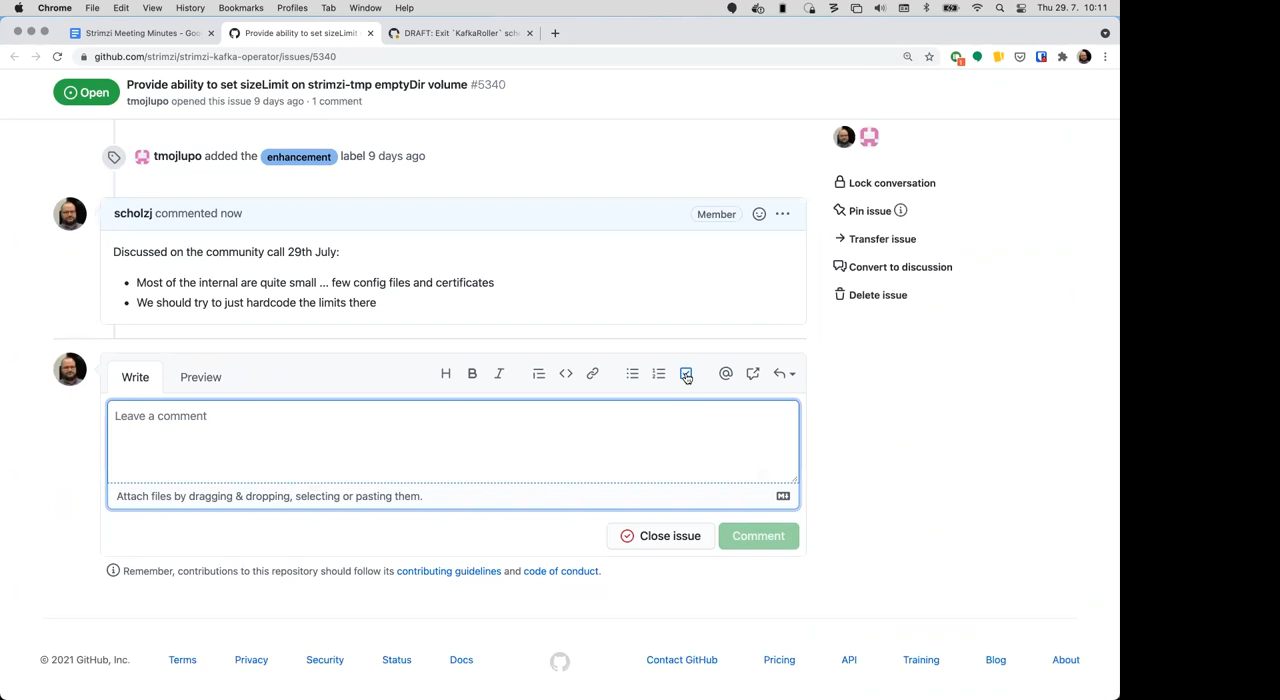 Chrome File Edit View History Bookmarks Profiles Tab Window Help Thu 29. 7. 10:11
Strimzi Meeting Minutes - Goo Provide ability to set sizeLimit DRAFT: Exit `KafkaRoller` sch
github.com/strimzi/strimzi-kafka-operator/issues/5340
Open Provide ability to set sizeLimit on strimzi-tmp emptyDir volume #5340
tmojlupo opened this issue 9 days ago · 1 comment
tmojlupo added the enhancement label 9 days ago
Lock conversation
Pin issue
Transfer issue
Convert to discussion
Delete issue
scholzj commented now Member
Discussed on the community call 29th July:
• Most of the internal are quite small ... few config files and certificates
• We should try to just hardcode the limits there
Write Preview
Leave a comment
Attach files by dragging & dropping, selecting or pasting them.
Close issue Comment
Remember, contributions to this repository should follow its contributing guidelines and code of conduct.
© 2021 GitHub, Inc. Terms Privacy Security Status Docs Contact GitHub Pricing API Training Blog About